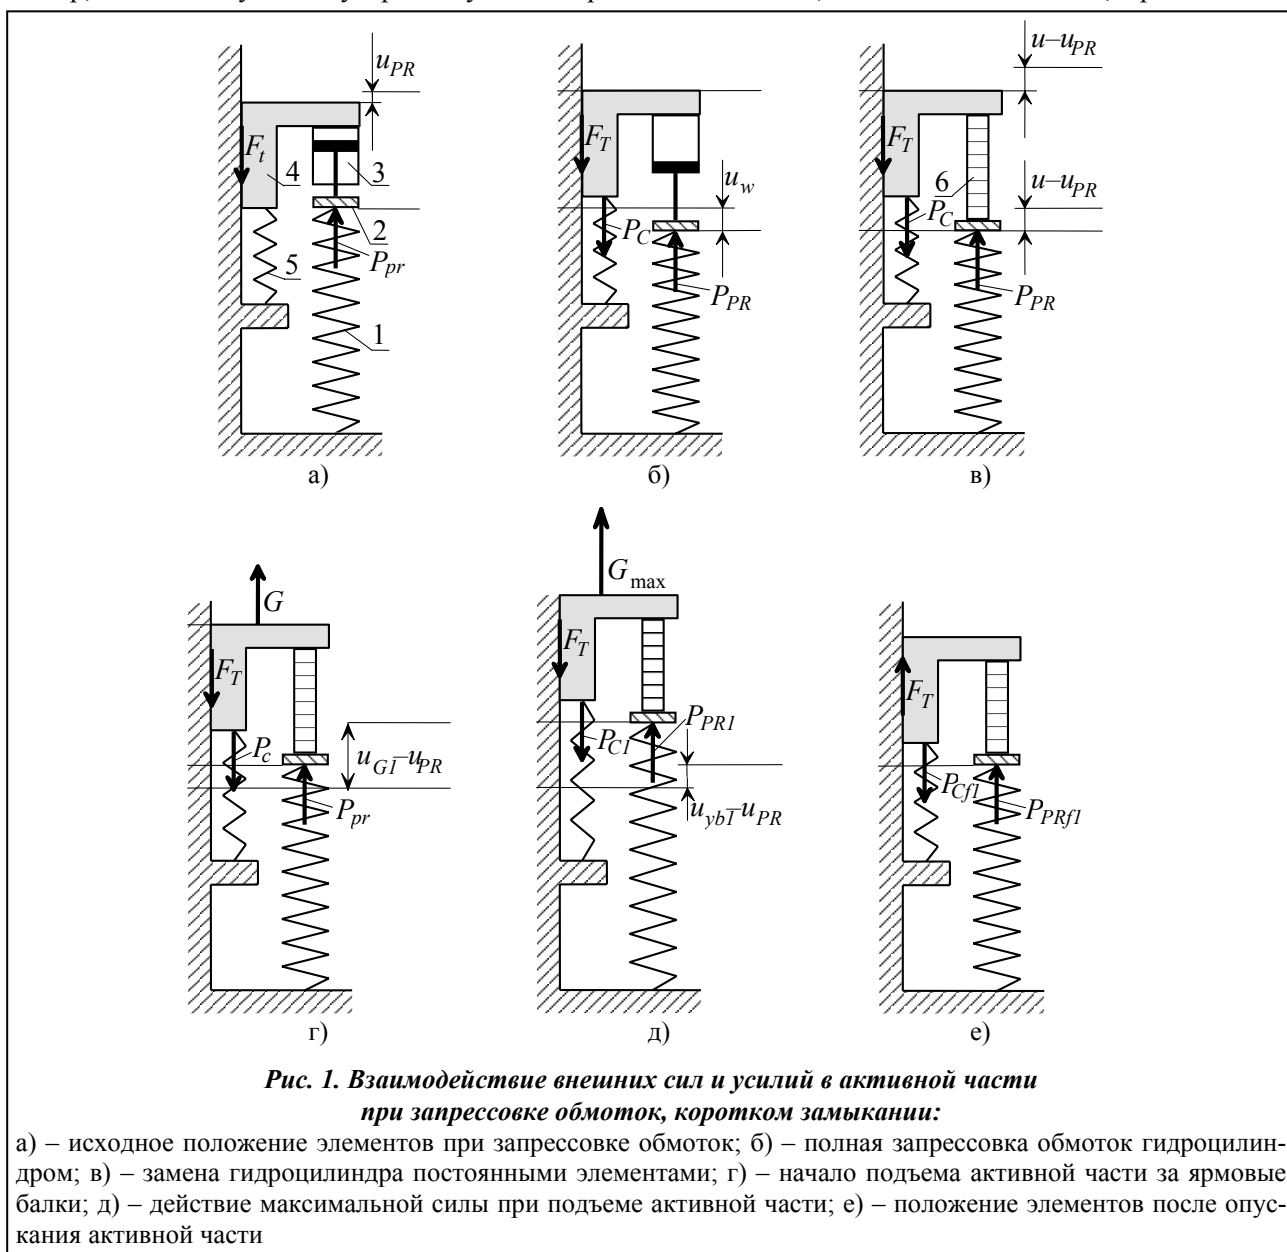 u_PR
F_t
4
3
2
P_pr
5
1
а)
F_T
u_w
P_C
P_PR
б)
u–u_PR
F_T
6
u–u_PR
P_C
P_PR
в)
G
F_T
P_c
u_G1–u_PR
P_pr
г)
G_max
F_T
P_PR1
P_C1
u_yb1–u_PR
д)
F_T
P_Cf1
P_PRf1
е)
Рис. 1. Взаимодействие внешних сил и усилий в активной части
при запрессовке обмоток, коротком замыкании:
а) – исходное положение элементов при запрессовке обмоток; б) – полная запрессовка обмоток гидроцилин-
дром; в) – замена гидроцилиндра постоянными элементами; г) – начало подъема активной части за ярмовые
балки; д) – действие максимальной силы при подъеме активной части; е) – положение элементов после опус-
кания активной части